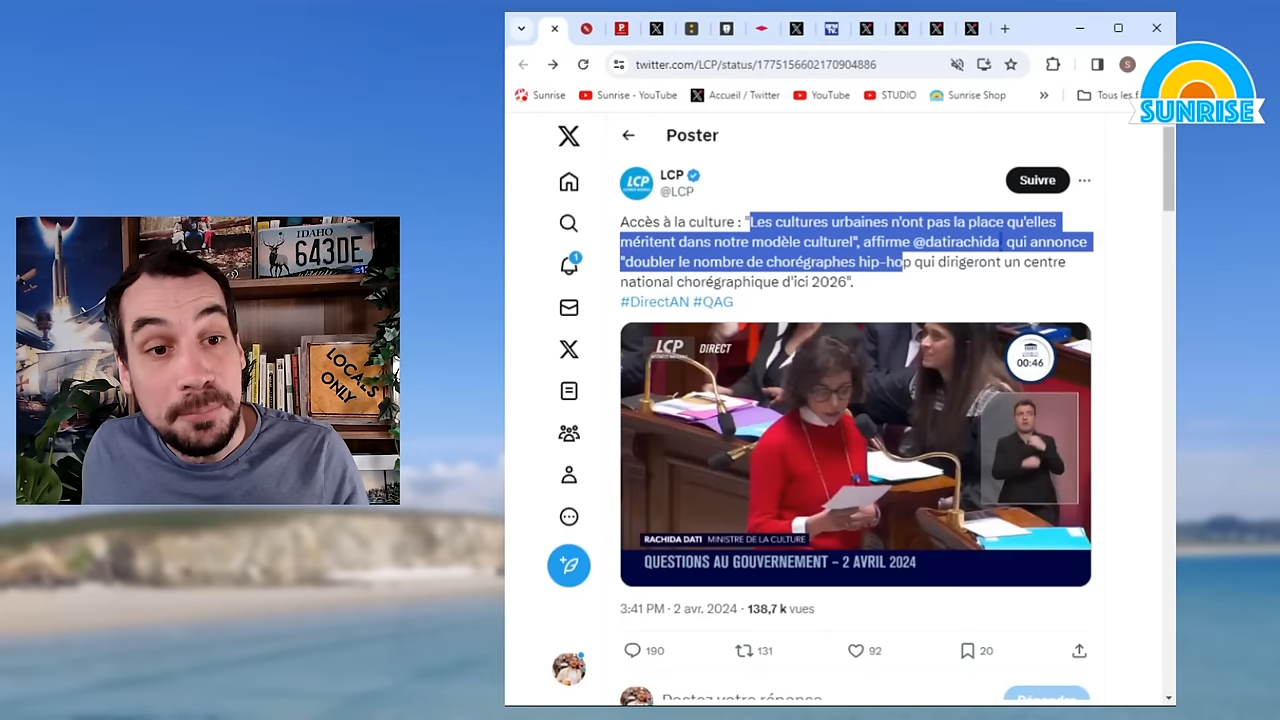 twitter.com/LCP/status/1775156602170904886
Sunrise
Sunrise - YouTube
Accueil / Twitter
YouTube
STUDIO
Sunrise Shop
»
Tous les f
SUNRISE
Poster
LCP
@LCP
Suivre
Accès à la culture : "Les cultures urbaines n'ont pas la place qu'elles
méritent dans notre modèle culturel", affirme @datirachida qui annonce
"doubler le nombre de chorégraphes hip-hop qui dirigeront un centre
national chorégraphique d'ici 2026".
#DirectAN #QAG
LCP
DIRECT
00:46
RACHIDA DATI MINISTRE DE LA CULTURE
QUESTIONS AU GOUVERNEMENT – 2 AVRIL 2024
3:41 PM · 2 avr. 2024 · 138,7 k vues
190
131
92
20
Postez votre réponse
Répondre
1
IDAHO
643DE
LOCALS
ONLY